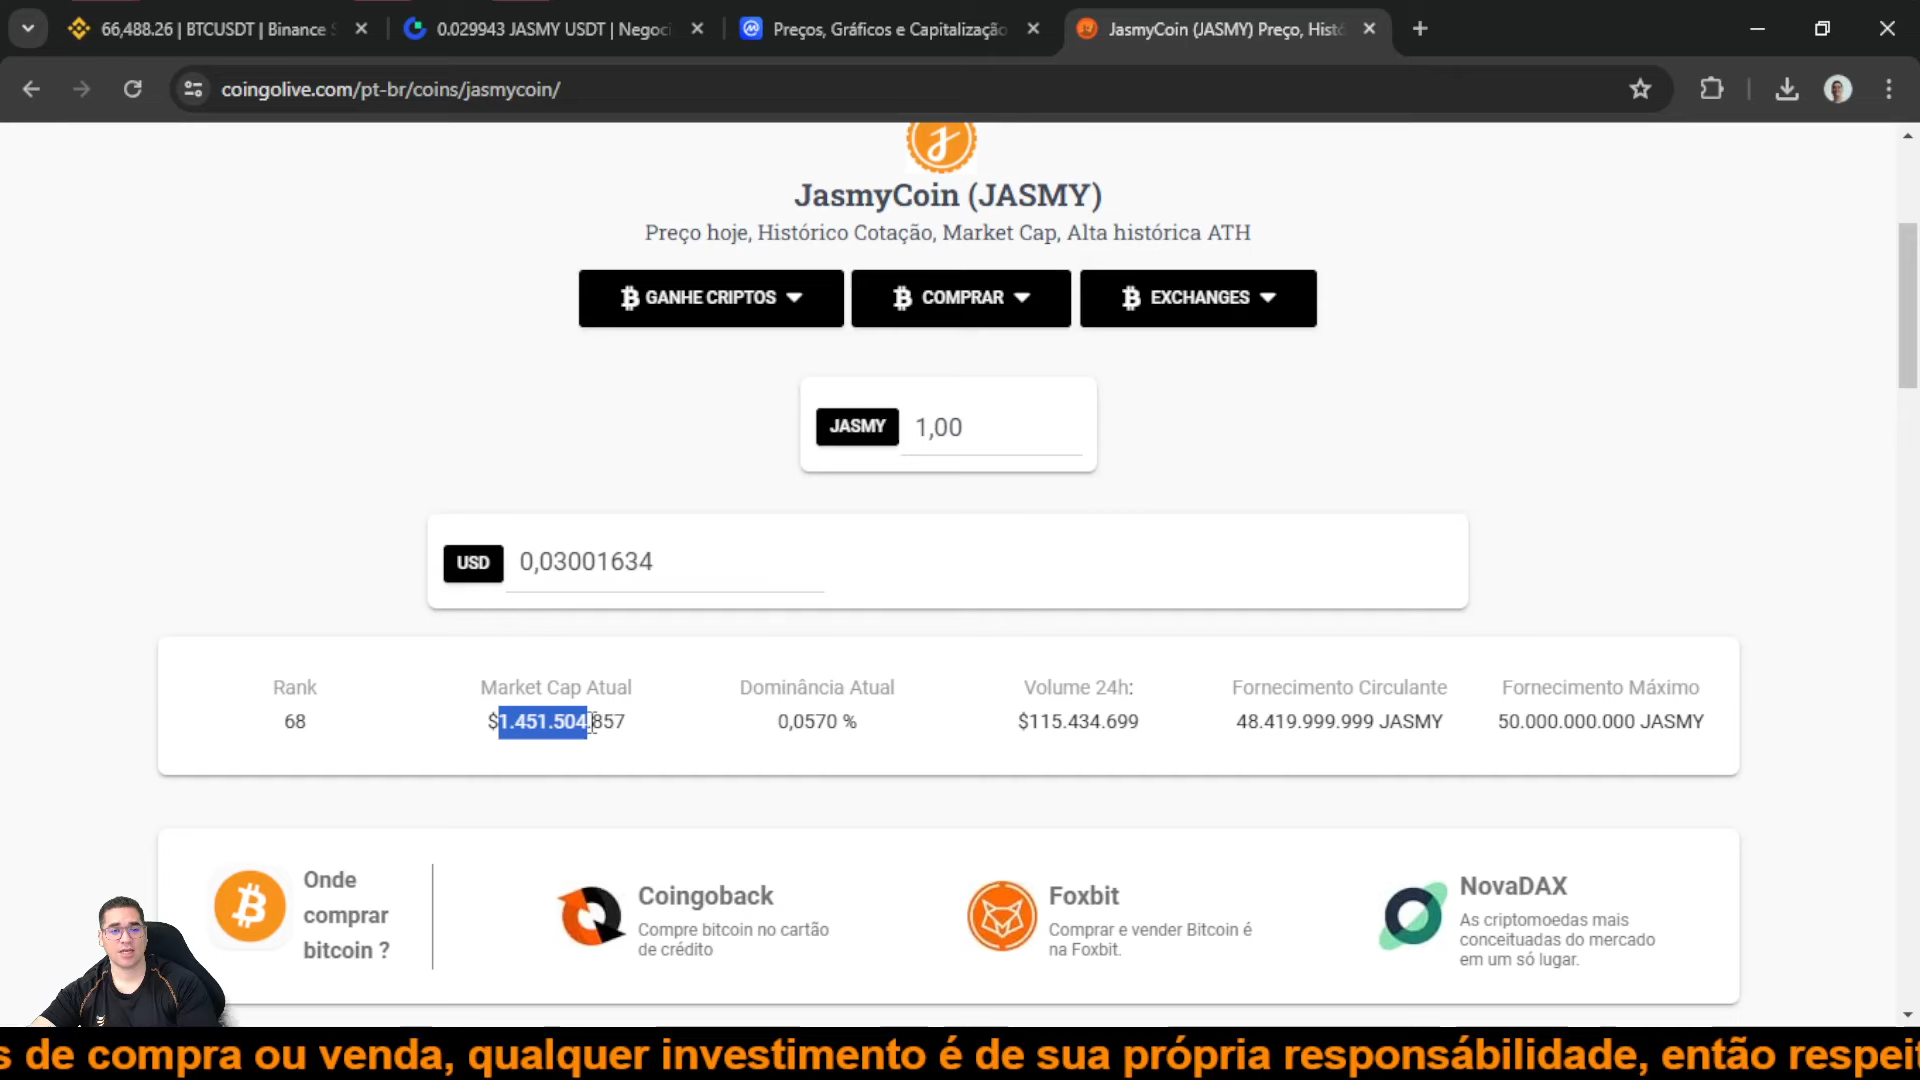 66,488.26 | BTCUSDT | Binance S
0.029943 JASMY USDT | Negoci
Preços, Gráficos e Capitalização
JasmyCoin (JASMY) Preço, Histó
coingolive.com/pt-br/coins/jasmycoin/
JasmyCoin (JASMY)
Preço hoje, Histórico Cotação, Market Cap, Alta histórica ATH
GANHE CRIPTOS
COMPRAR
EXCHANGES
JASMY 1,00
USD 0,03001634
Rank
68
Market Cap Atual
$1.451.504.857
Dominância Atual
0,0570 %
Volume 24h:
$115.434.699
Fornecimento Circulante
48.419.999.999 JASMY
Fornecimento Máximo
50.000.000.000 JASMY
Onde
comprar
bitcoin ?
Coingoback
Compre bitcoin no cartão
de crédito
Foxbit
Comprar e vender Bitcoin é
na Foxbit.
NovaDAX
As criptomoedas mais
conceituadas do mercado
em um só lugar.
s de compra ou venda, qualquer investimento é de sua própria responsábilidade, então respeit